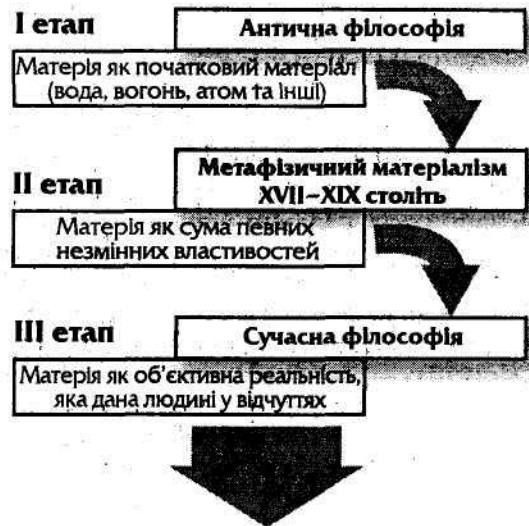 I етап
Антична філософія
Матерія як початковий матеріал
(вода, вогонь, атом та інші)
II етап
Метафізичний матеріалізм
XVII–XIX століть
Матерія як сума певних
незмінних властивостей
III етап
Сучасна філософія
Матерія як об'єктивна реальність,
яка дана людині у відчуттях